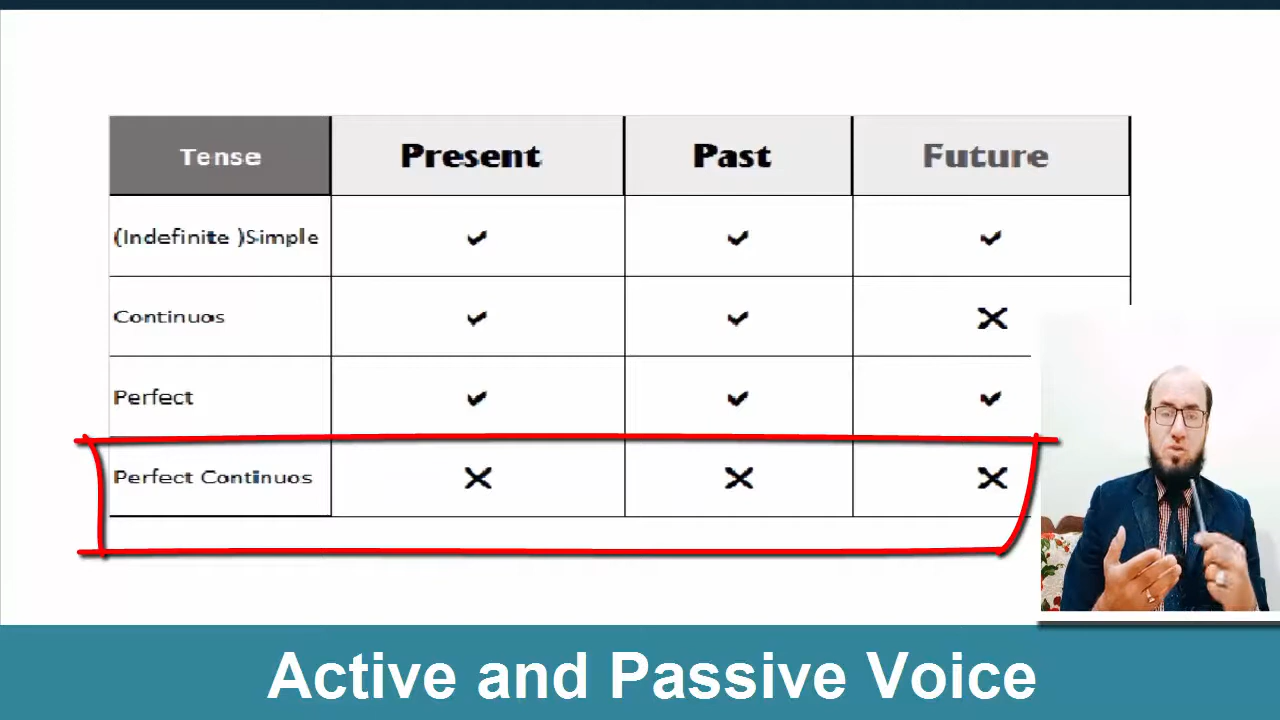 Tense Present Past Future
(Indefinite )Simple ✓ ✓ ✓
Continuos ✓ ✓ ✕
Perfect ✓ ✓ ✓
Perfect Continuos ✕ ✕ ✕
Active and Passive Voice